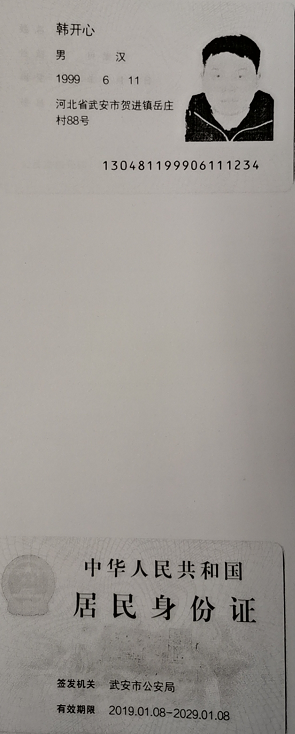 韩开心
男 汉
1999 6 11
河北省武安市贺进镇岳庄
村88号
130481199906111234
中华人民共和国
居民身份证
签发机关 武安市公安局
有效期限 2019.01.08-2029.01.08